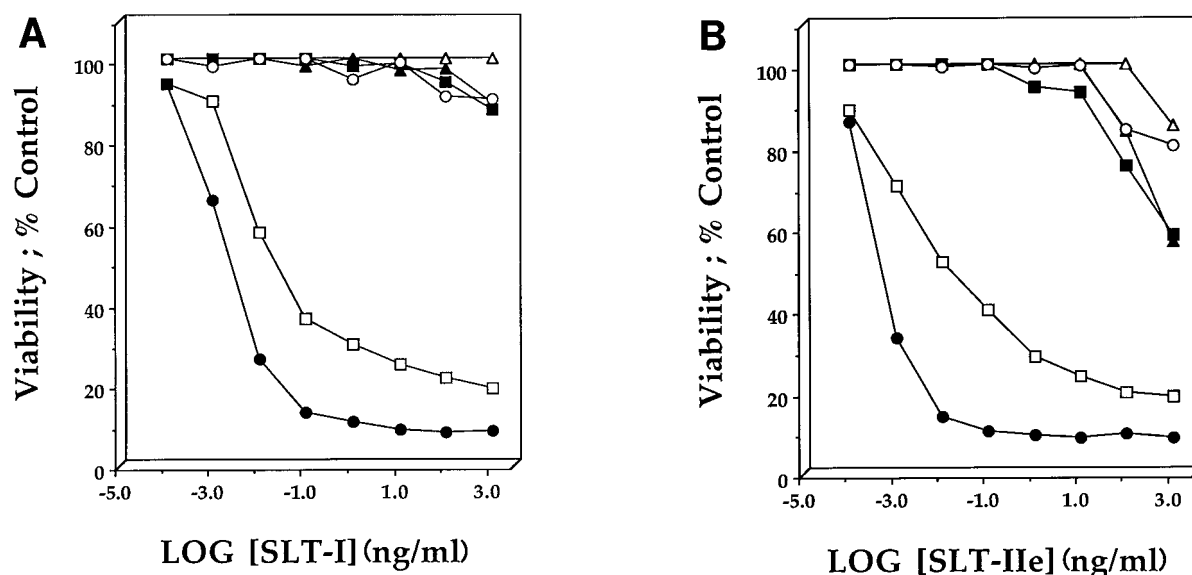 A
Viability ; % Control
100
80
60
40
20
0
-5.0 -3.0 -1.0 1.0 3.0
LOG [SLT-I] (ng/ml)
B
Viability ; % Control
100
80
60
40
20
0
-5.0 -3.0 -1.0 1.0 3.0
LOG [SLT-IIe] (ng/ml)